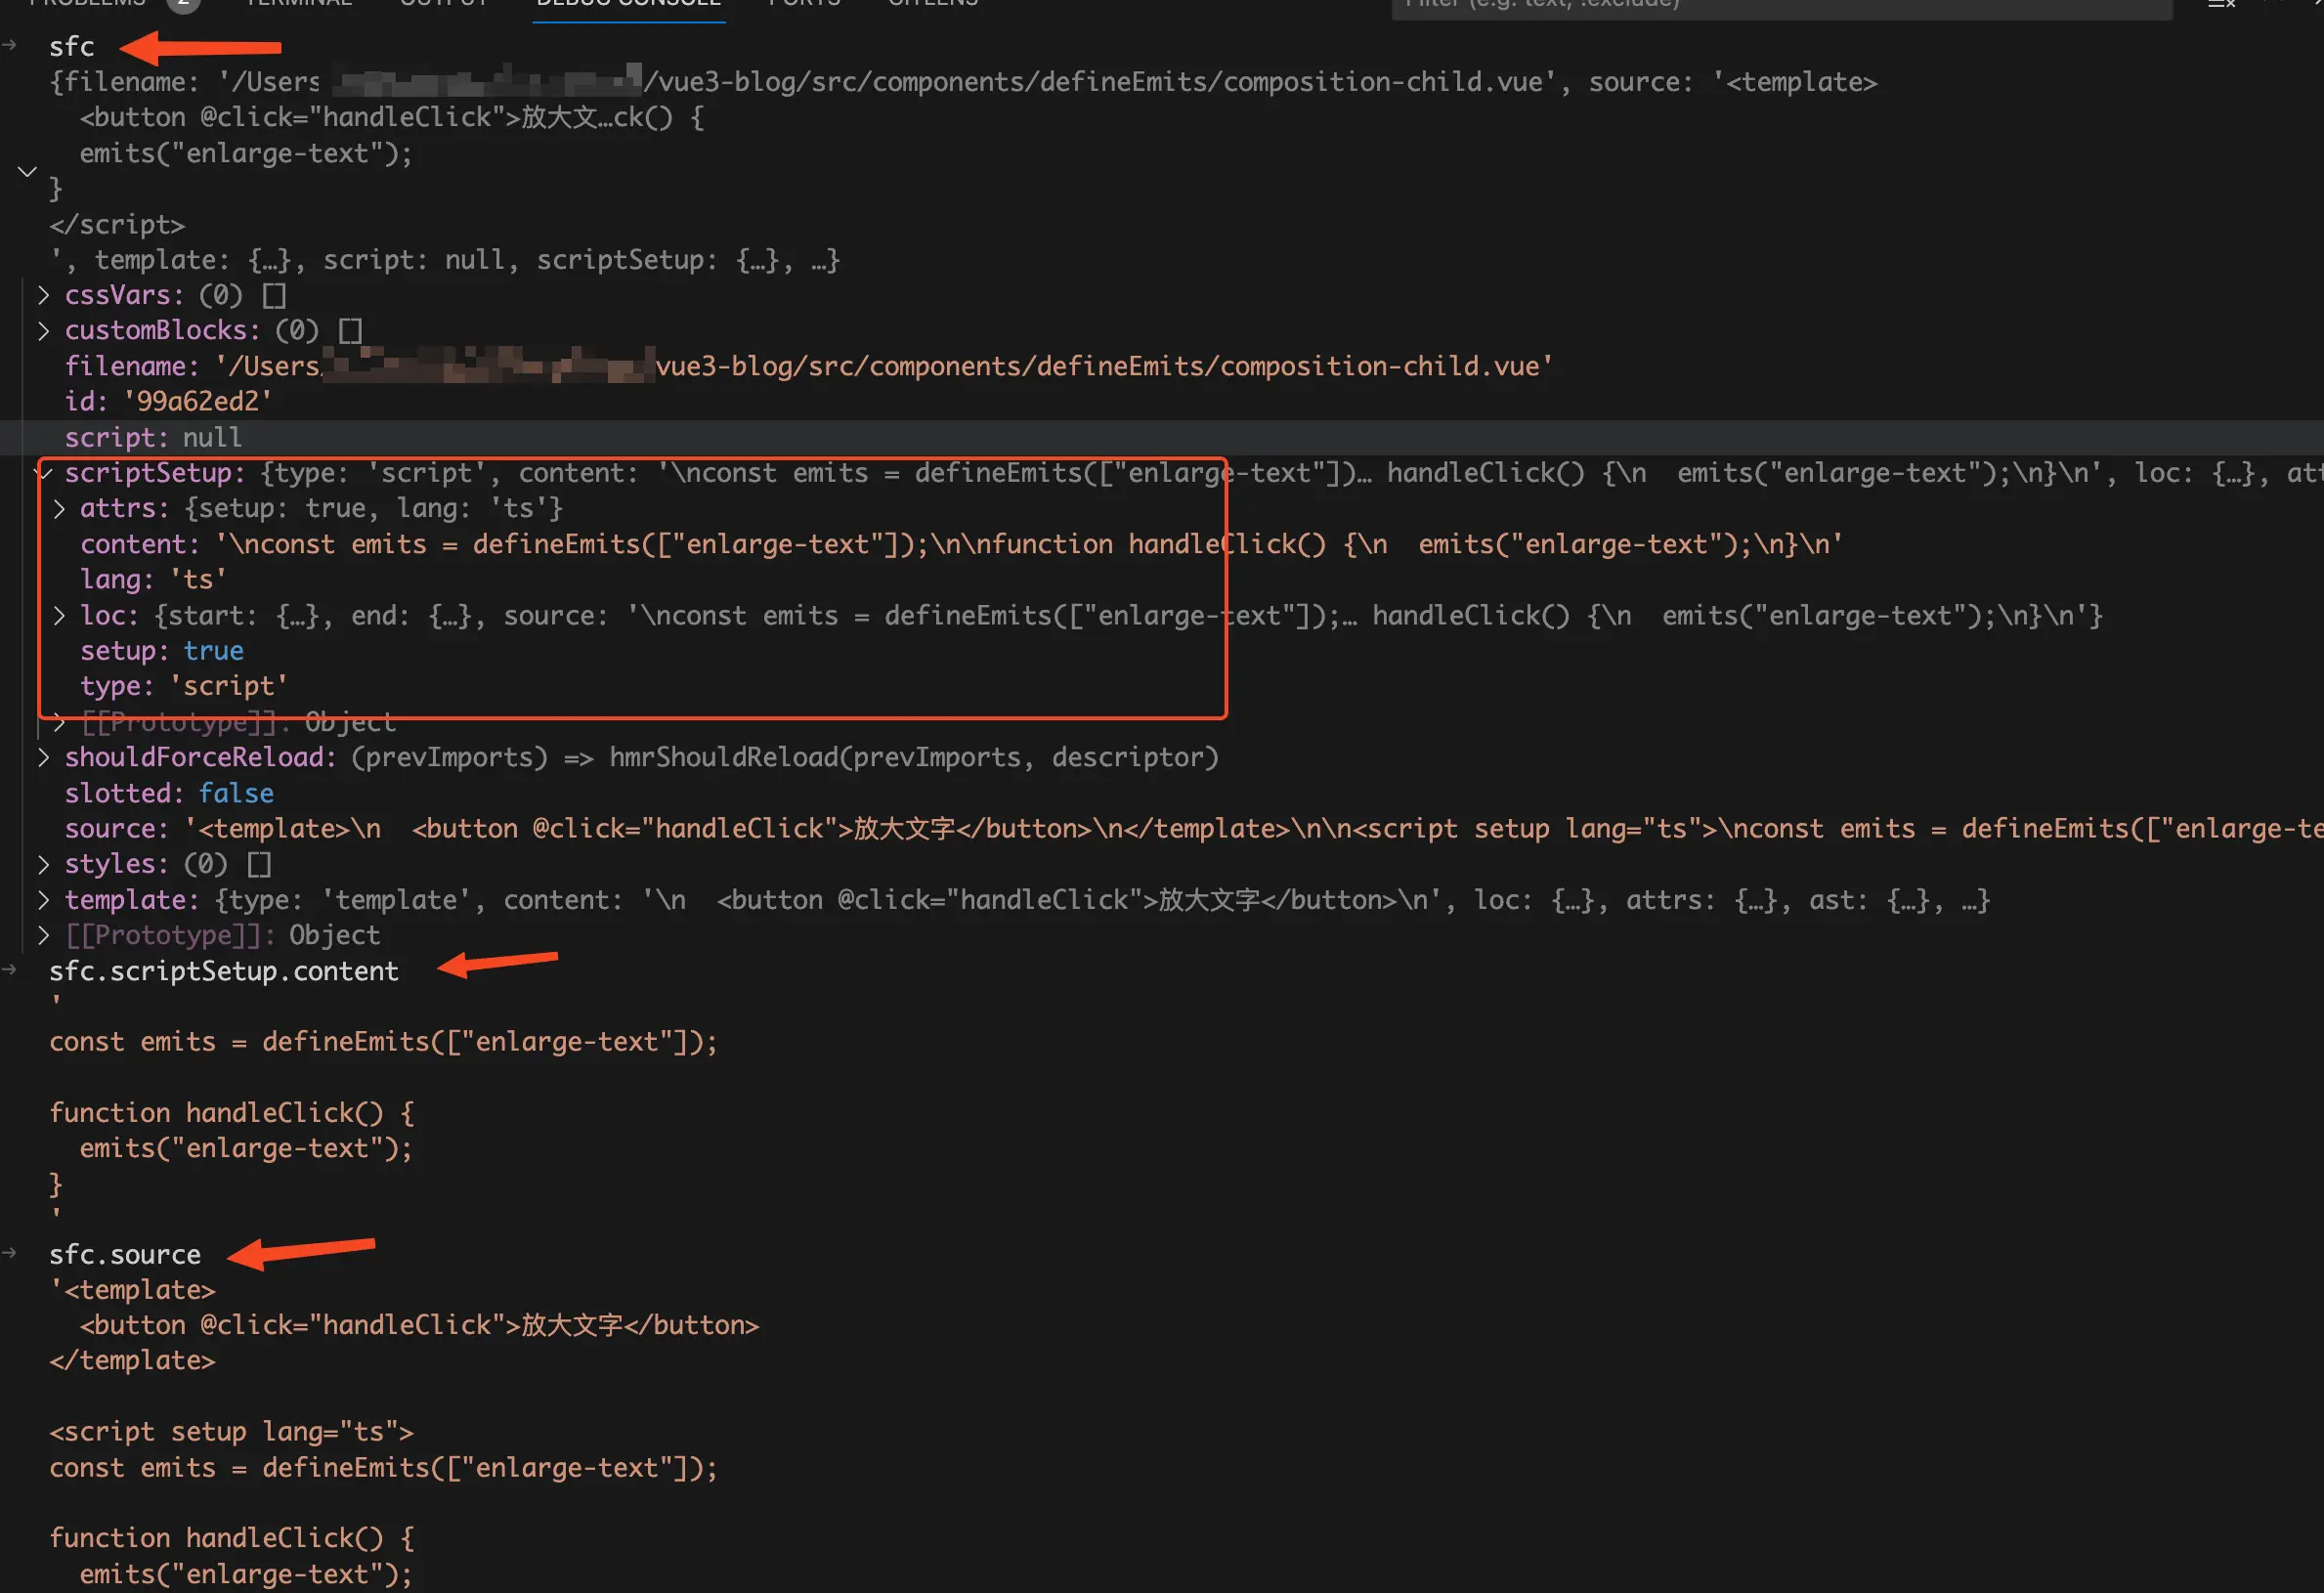 PROBLEMS 2 TERMINAL OUTPUT DEBUG CONSOLE PORTS GITLENS Filter (e.g. text, !exclude)
sfc
{filename: '/Users /vue3-blog/src/components/defineEmits/composition-child.vue', source: '<template>
<button @click="handleClick">放大文…ck() {
emits("enlarge-text");
}
</script>
', template: {…}, script: null, scriptSetup: {…}, …}
cssVars: (0) []
customBlocks: (0) []
filename: '/Users vue3-blog/src/components/defineEmits/composition-child.vue'
id: '99a62ed2'
script: null
scriptSetup: {type: 'script', content: '\nconst emits = defineEmits(["enlarge-text"])… handleClick() {\n  emits("enlarge-text");\n}\n', loc: {…}, att
attrs: {setup: true, lang: 'ts'}
content: '\nconst emits = defineEmits(["enlarge-text"]);\n\nfunction handleClick() {\n  emits("enlarge-text");\n}\n'
lang: 'ts'
loc: {start: {…}, end: {…}, source: '\nconst emits = defineEmits(["enlarge-text"]);… handleClick() {\n  emits("enlarge-text");\n}\n'}
setup: true
type: 'script'
[[Prototype]]: Object
shouldForceReload: (prevImports) => hmrShouldReload(prevImports, descriptor)
slotted: false
source: '<template>\n  <button @click="handleClick">放大文字</button>\n</template>\n\n<script setup lang="ts">\nconst emits = defineEmits(["enlarge-te
styles: (0) []
template: {type: 'template', content: '\n  <button @click="handleClick">放大文字</button>\n', loc: {…}, attrs: {…}, ast: {…}, …}
[[Prototype]]: Object
sfc.scriptSetup.content
'
const emits = defineEmits(["enlarge-text"]);
function handleClick() {
emits("enlarge-text");
}
'
sfc.source
'<template>
<button @click="handleClick">放大文字</button>
</template>
<script setup lang="ts">
const emits = defineEmits(["enlarge-text"]);
function handleClick() {
emits("enlarge-text");